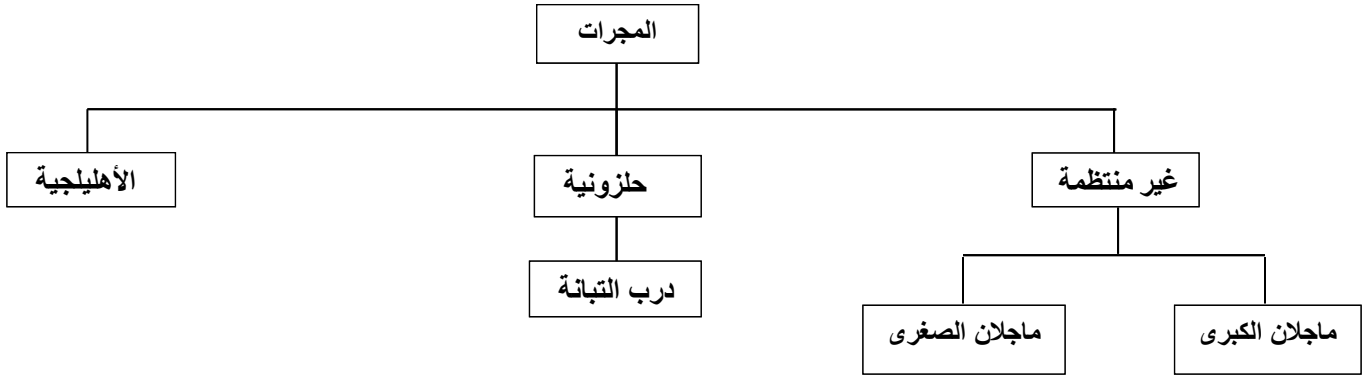 المجرات
غير منتظمة
حلزونية
الأهليلجية
درب التبانة
ماجلان الكبرى
ماجلان الصغرى